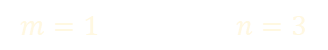 m = 1 n = 3